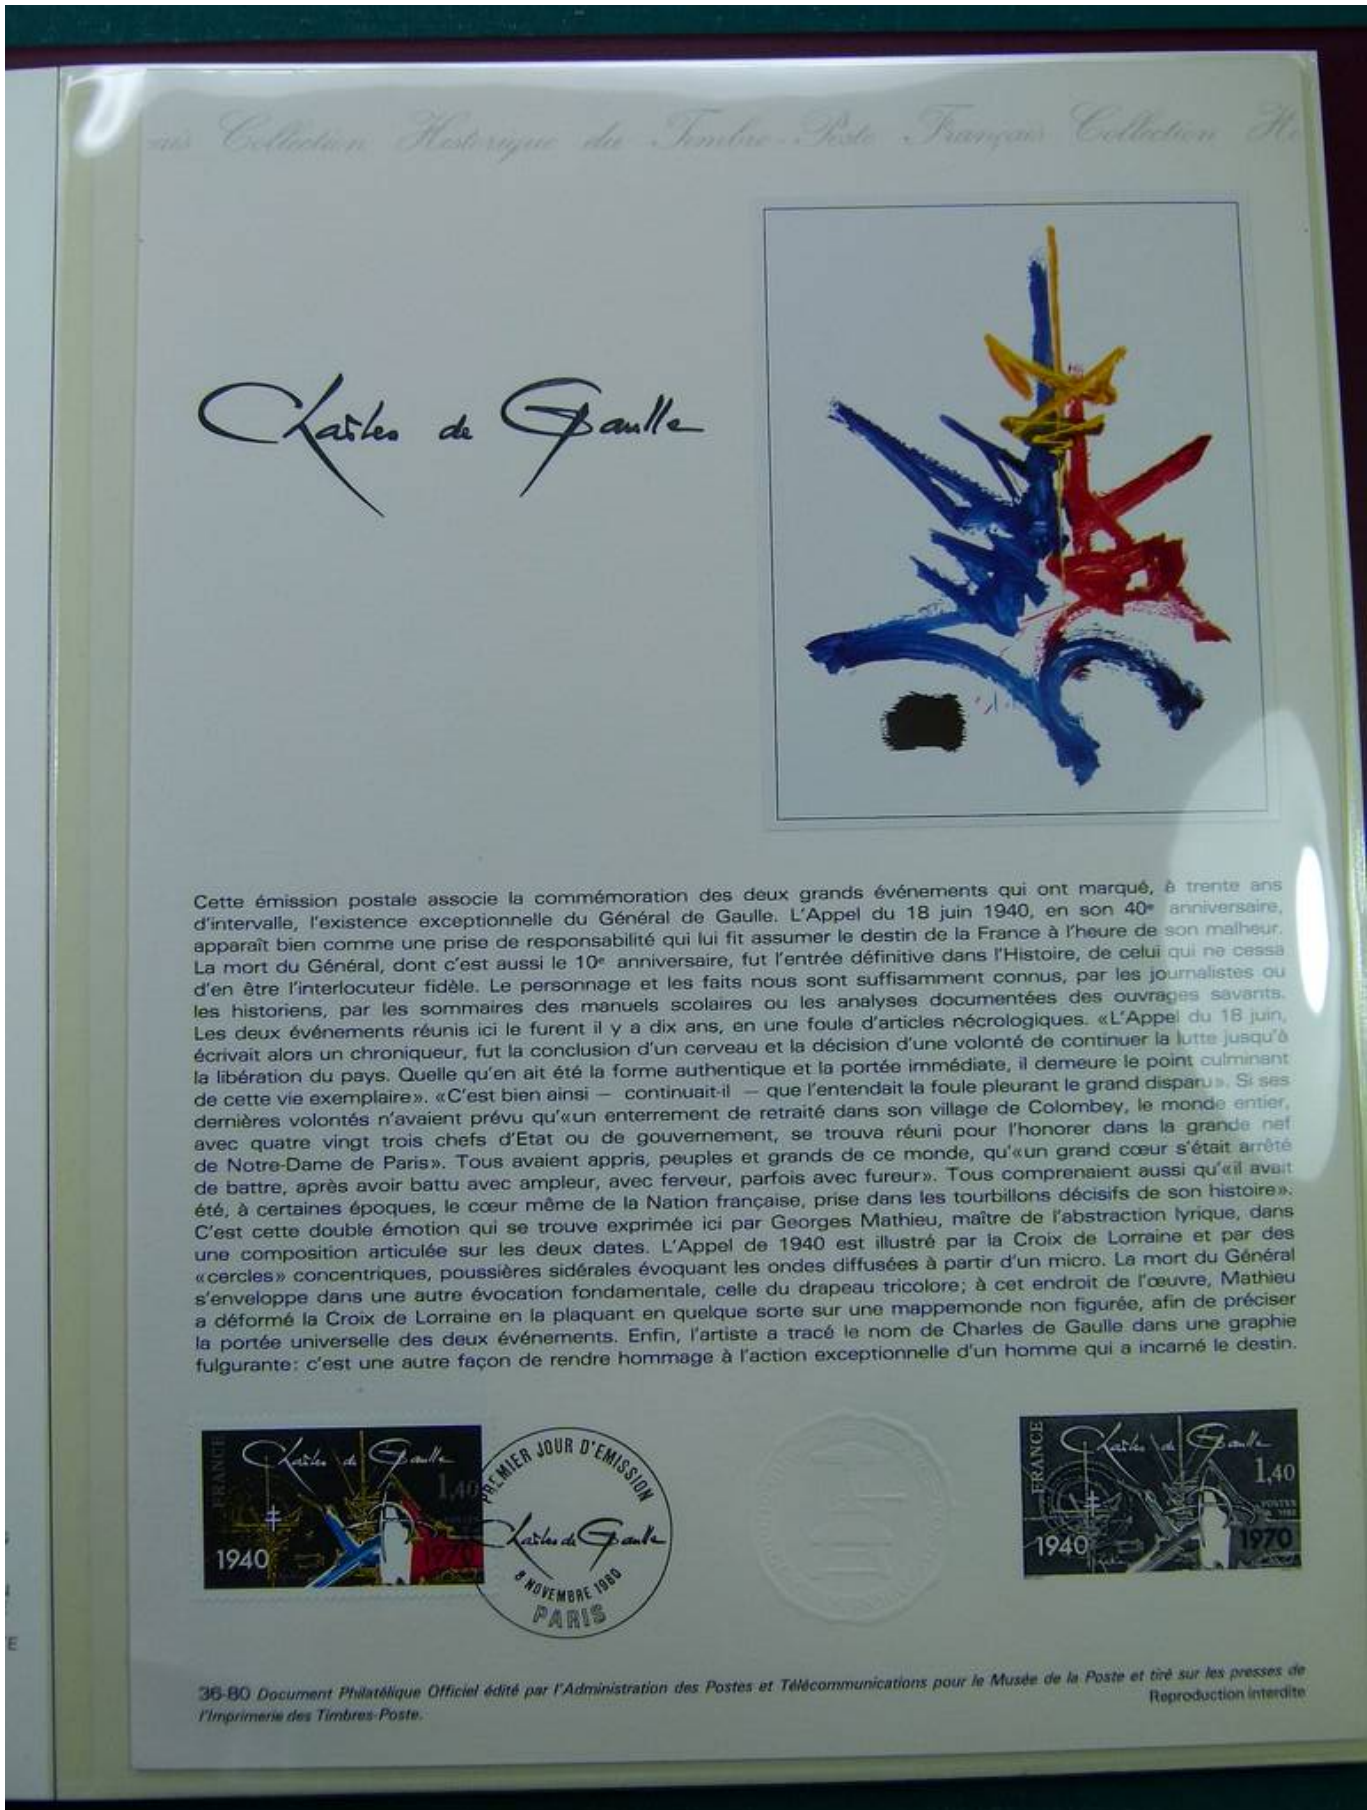 Collection Historique du Timbre-Poste Français Collection
Charles de Gaulle
Cette émission postale associe la commémoration des deux grands événements qui ont marqué, à trente ans
d'intervalle, l'existence exceptionnelle du Général de Gaulle. L'Appel du 18 juin 1940, en son 40e anniversaire,
apparaît bien comme une prise de responsabilité qui lui fit assumer le destin de la France à l'heure de son malheur.
La mort du Général, dont c'est aussi le 10e anniversaire, fut l'entrée définitive dans l'Histoire, de celui qui ne cessa
d'en être l'interlocuteur fidèle. Le personnage et les faits nous sont suffisamment connus, par les journalistes ou
les historiens, par les sommaires des manuels scolaires ou les analyses documentées des ouvrages savants.
Les deux événements réunis ici le furent il y a dix ans, en une foule d'articles nécrologiques. «L'Appel du 18 juin,
écrivait alors un chroniqueur, fut la conclusion d'un cerveau et la décision d'une volonté de continuer la lutte jusqu'à
la libération du pays. Quelle qu'en ait été la forme authentique et la portée immédiate, il demeure le point culminant
de cette vie exemplaire». «C'est bien ainsi — continuait-il — que l'entendait la foule pleurant le grand disparu». Si ses
dernières volontés n'avaient prévu qu'«un enterrement de retraité dans son village de Colombey, le monde entier,
avec quatre vingt trois chefs d'Etat ou de gouvernement, se trouva réuni pour l'honorer dans la grande nef
de Notre-Dame de Paris». Tous avaient appris, peuples et grands de ce monde, qu'«un grand cœur s'était arrêté
de battre, après avoir battu avec ampleur, avec ferveur, parfois avec fureur». Tous comprenaient aussi qu'«il avait
été, à certaines époques, le cœur même de la Nation française, prise dans les tourbillons décisifs de son histoire».
C'est cette double émotion qui se trouve exprimée ici par Georges Mathieu, maître de l'abstraction lyrique, dans
une composition articulée sur les deux dates. L'Appel de 1940 est illustré par la Croix de Lorraine et par des
«cercles» concentriques, poussières sidérales évoquant les ondes diffusées à partir d'un micro. La mort du Général
s'enveloppe dans une autre évocation fondamentale, celle du drapeau tricolore; à cet endroit de l'œuvre, Mathieu
a déformé la Croix de Lorraine en la plaquant en quelque sorte sur une mappemonde non figurée, afin de préciser
la portée universelle des deux événements. Enfin, l'artiste a tracé le nom de Charles de Gaulle dans une graphie
fulgurante: c'est une autre façon de rendre hommage à l'action exceptionnelle d'un homme qui a incarné le destin.
FRANCE
Charles de Gaulle
1,40
1940
1970
PREMIER JOUR D'EMISSION
Charles de Gaulle
8 NOVEMBRE 1980
PARIS
FRANCE
Charles de Gaulle
1,40
POSTES
1980
1940
1970
36-80 Document Philatélique Officiel édité par l'Administration des Postes et Télécommunications pour le Musée de la Poste et tiré sur les presses de
l'Imprimerie des Timbres-Poste.
Reproduction interdite